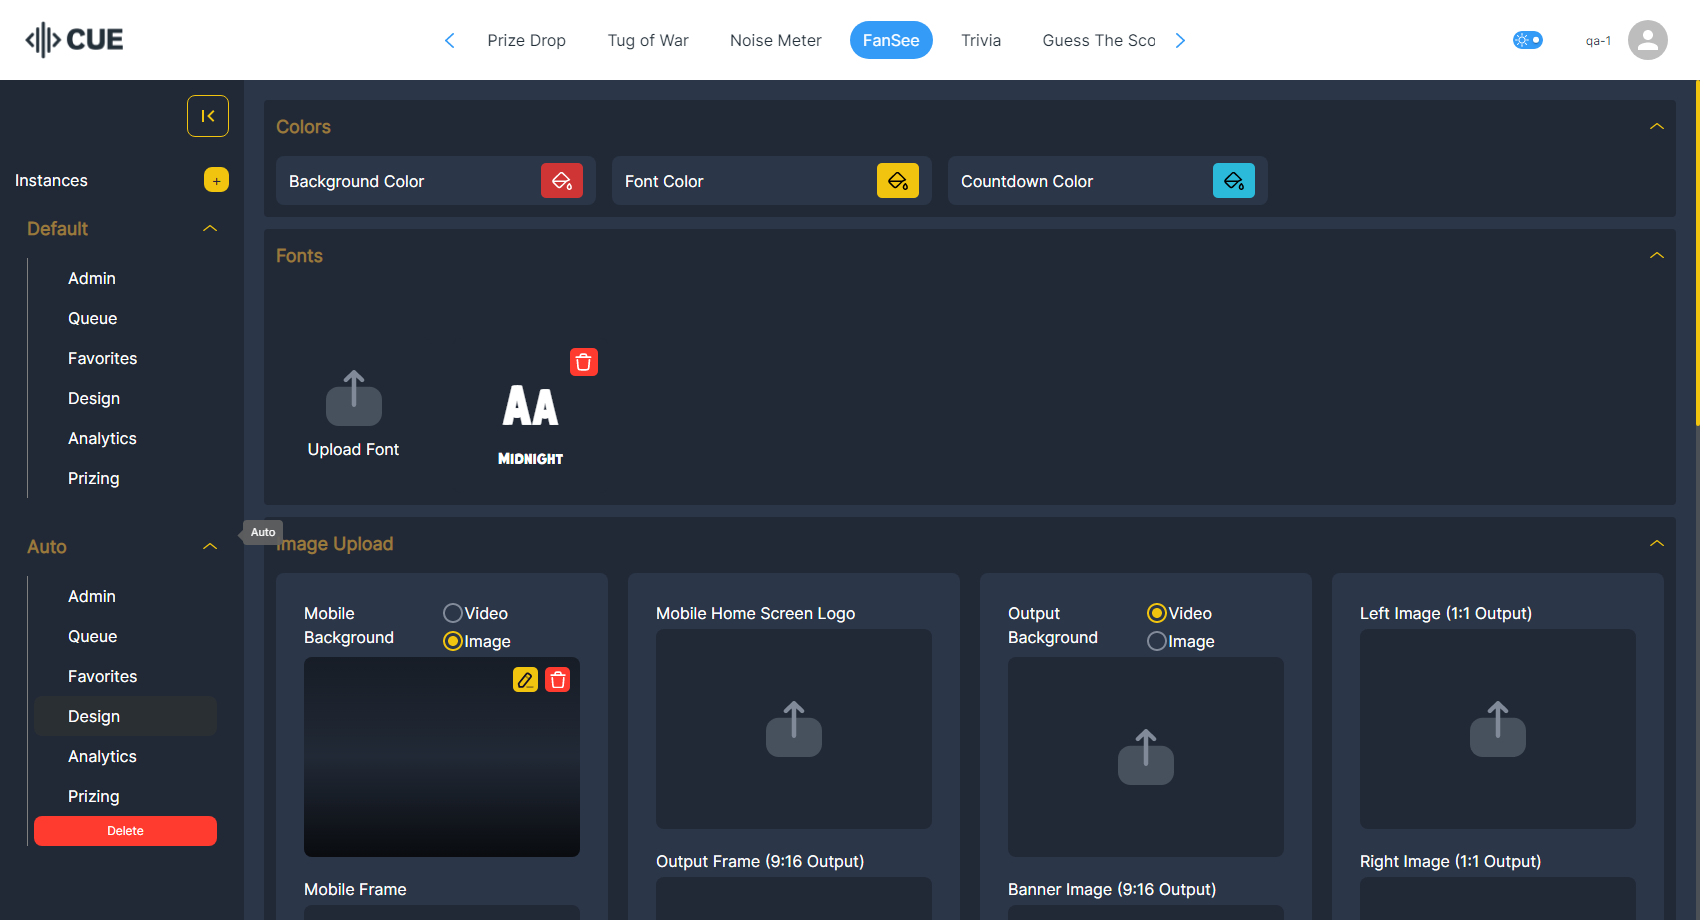 CUE
Prize Drop
Tug of War
Noise Meter
FanSee
Trivia
Guess The Sco
qa-1
Instances
+
Default
Admin
Queue
Favorites
Design
Analytics
Prizing
Auto
Admin
Queue
Favorites
Design
Analytics
Prizing
Delete
Auto
Colors
Background Color
Font Color
Countdown Color
Fonts
Upload Font
AA
MIDNIGHT
Image Upload
Mobile
Background
Video
Image
Mobile Frame
Mobile Home Screen Logo
Output Frame (9:16 Output)
Output
Background
Video
Image
Banner Image (9:16 Output)
Left Image (1:1 Output)
Right Image (1:1 Output)